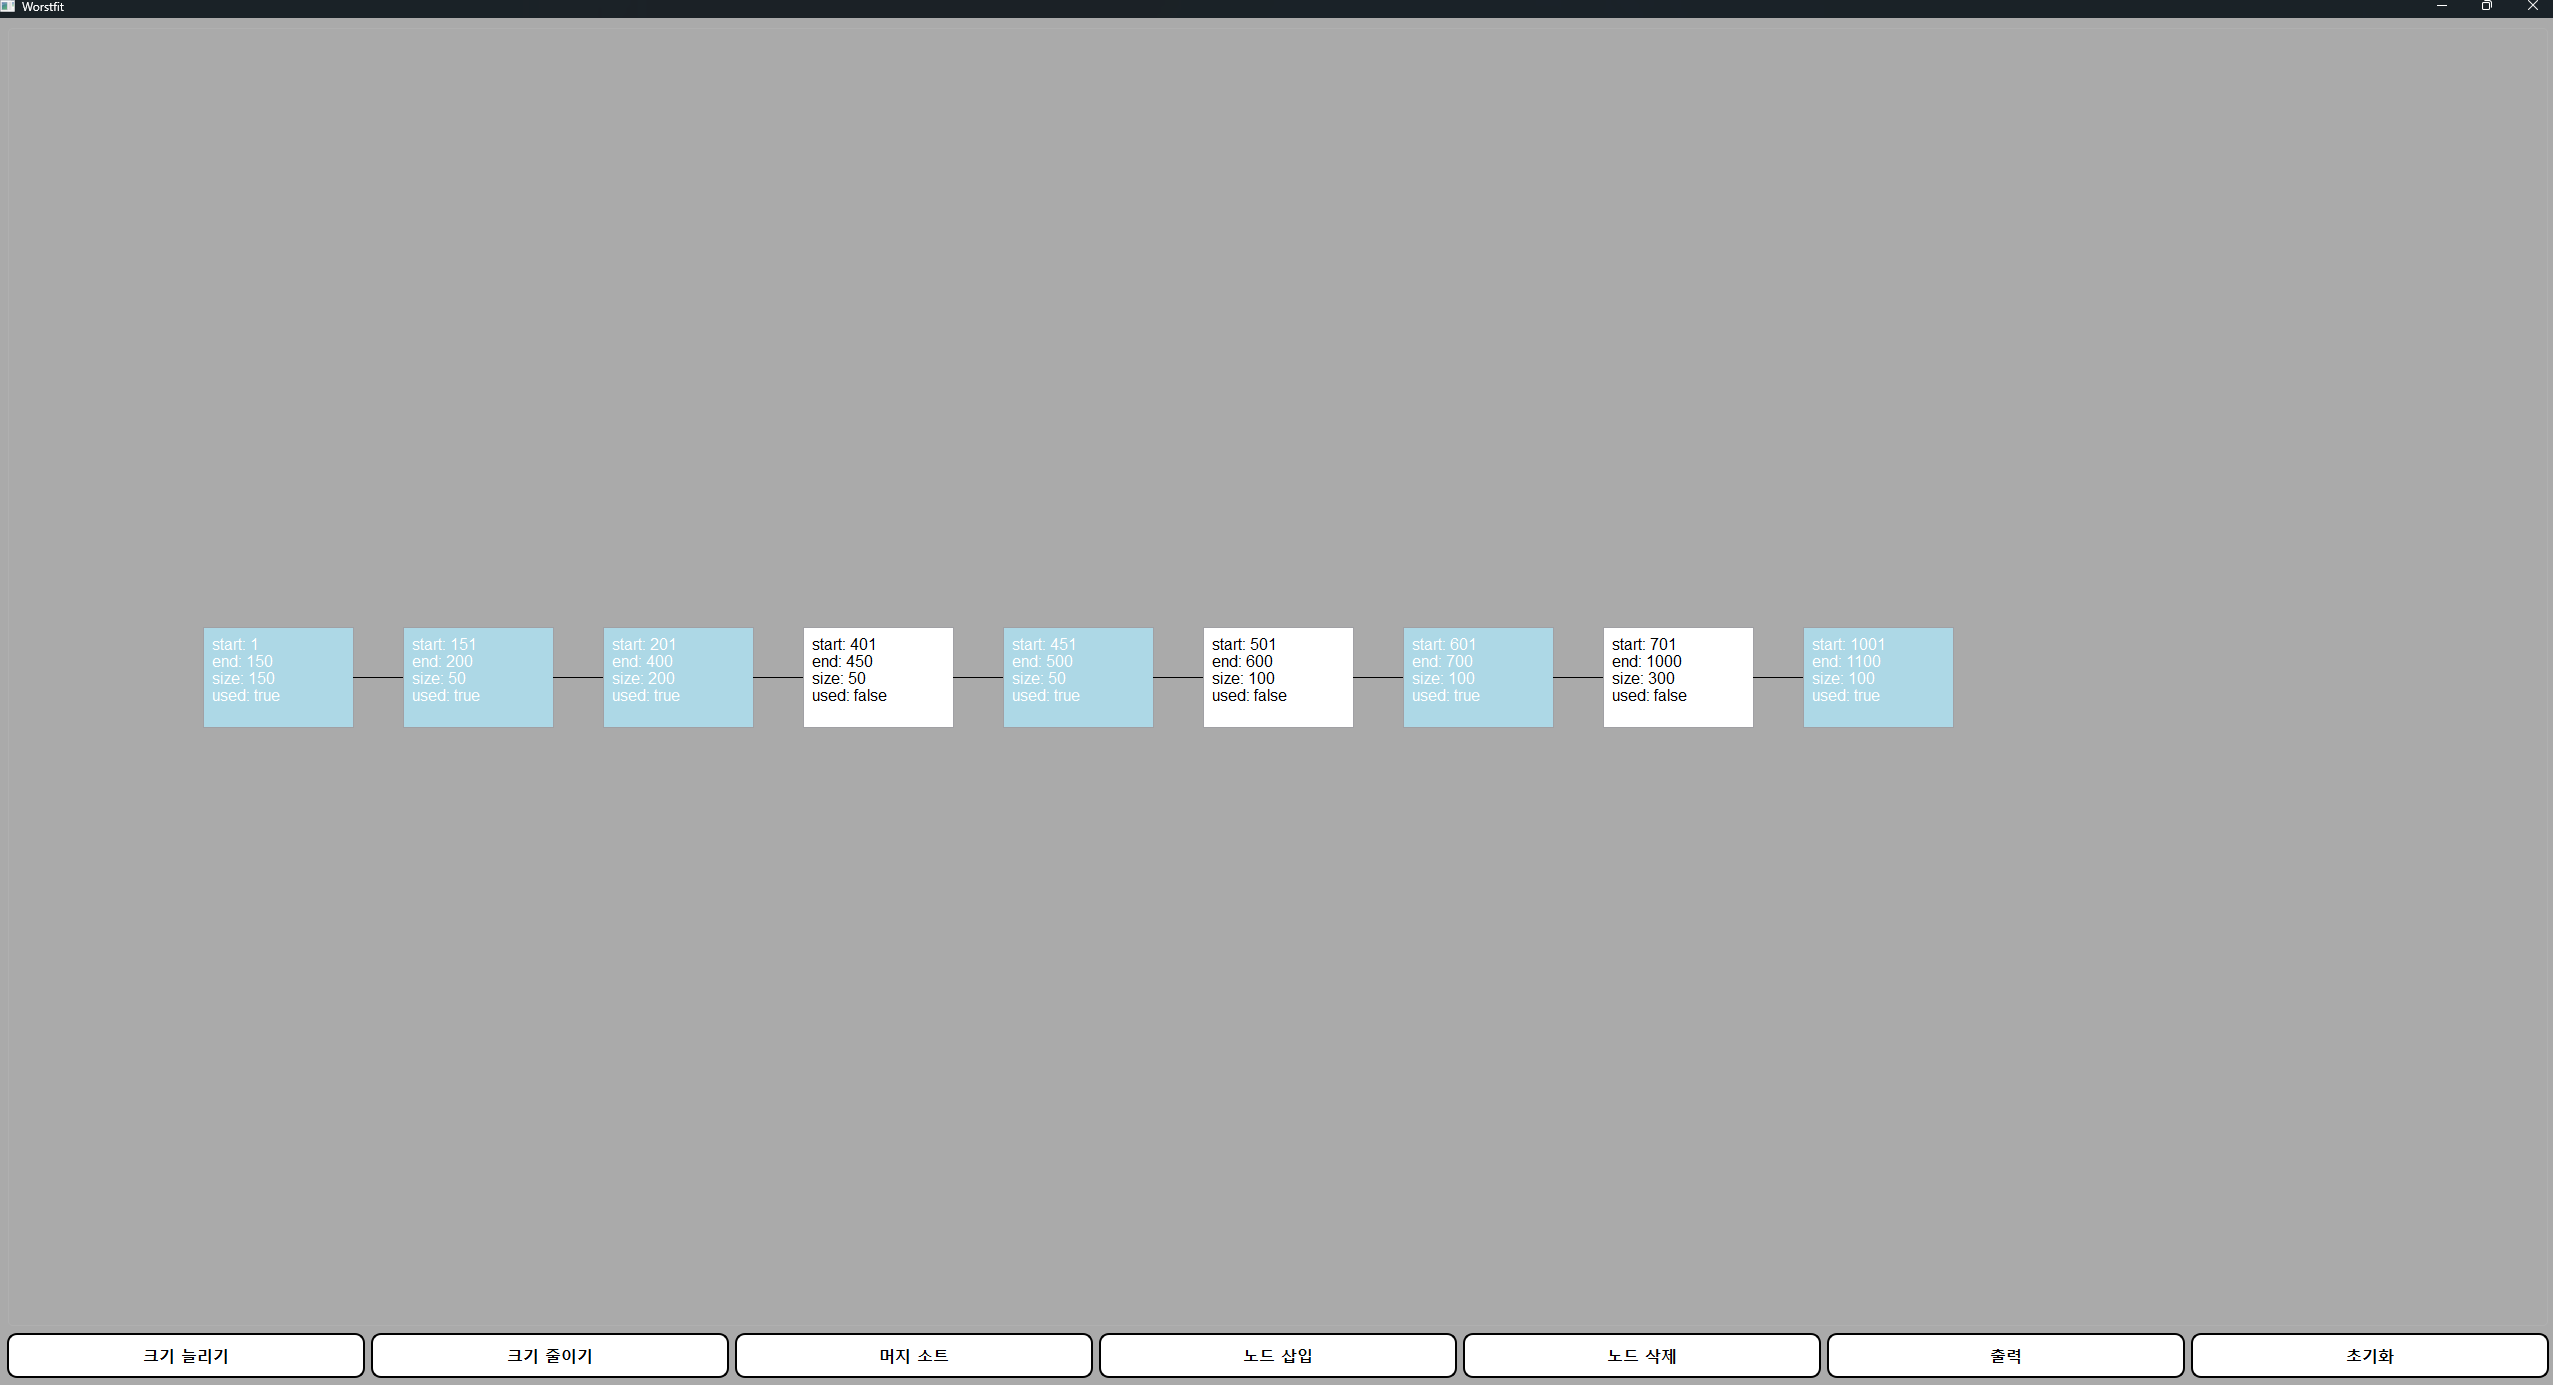 Worstfit
start: 1
end: 150
size: 150
used: true
start: 151
end: 200
size: 50
used: true
start: 201
end: 400
size: 200
used: true
start: 401
end: 450
size: 50
used: false
start: 451
end: 500
size: 50
used: true
start: 501
end: 600
size: 100
used: false
start: 601
end: 700
size: 100
used: true
start: 701
end: 1000
size: 300
used: false
start: 1001
end: 1100
size: 100
used: true
크기 늘리기
크기 줄이기
머지 소트
노드 삽입
노드 삭제
출력
초기화